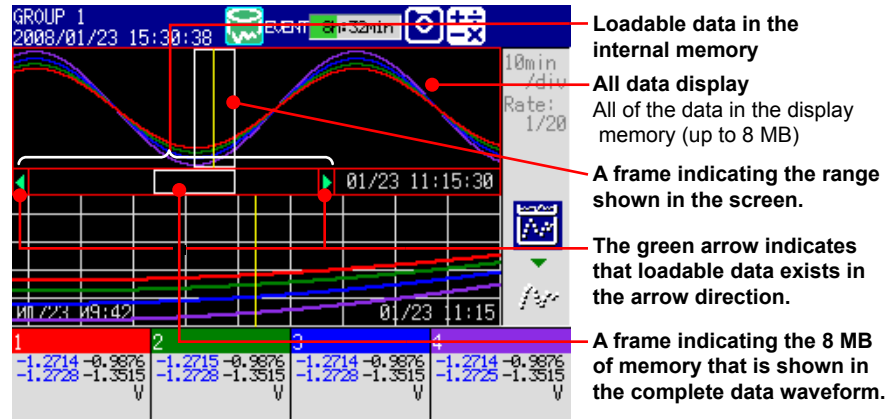 GROUP 1
2008/01/23 15:30:38
EVENT
6h:32min
10min
/div
Rate:
1/20
01/23 11:15:30
01/23 09:42
01/23 11:15
1 2 3 4
-1.2714 -0.9876 -1.2715 -0.9876 -1.2714 -0.9876 -1.2714 -0.9876
-1.2728 -1.3515 -1.2728 -1.3515 -1.2728 -1.3515 -1.2725 -1.3515
V V V V
Loadable data in the
internal memory
All data display
All of the data in the display
memory (up to 8 MB)
A frame indicating the range
shown in the screen.
The green arrow indicates
that loadable data exists in
the arrow direction.
A frame indicating the 8 MB
of memory that is shown in
the complete data waveform.